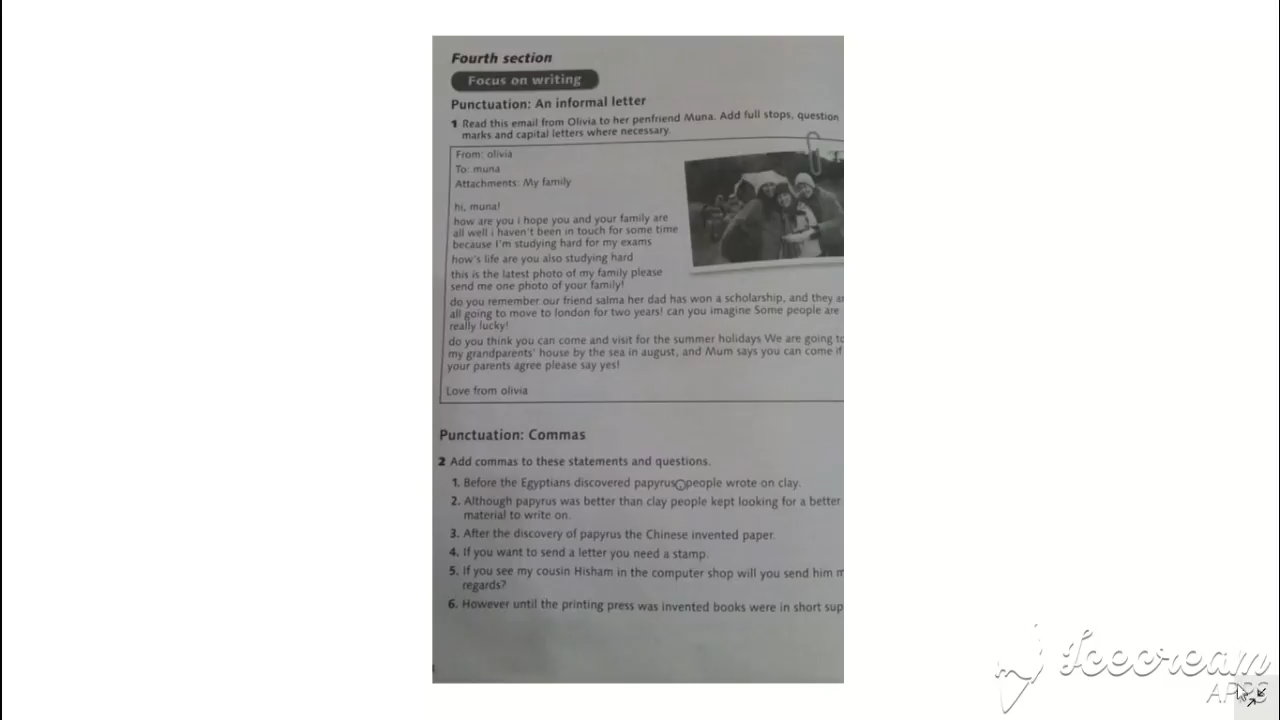 Fourth section
Focus on writing
Punctuation: An informal letter
1 Read this email from Olivia to her penfriend Muna. Add full stops, question
marks and capital letters where necessary.
From: olivia
To: muna
Attachments: My family
hi, muna!
how are you i hope you and your family are
all well i haven't been in touch for some time
because I'm studying hard for my exams
how's life are you also studying hard
this is the latest photo of my family please
send me one photo of your family!
do you remember our friend salma her dad has won a scholarship, and they
all going to move to london for two years! can you imagine Some people are
really lucky!
do you think you can come and visit for the summer holidays We are going
my grandparents' house by the sea in august, and Mum says you can come if
your parents agree please say yes!
Love from olivia
Punctuation: Commas
2 Add commas to these statements and questions.
1. Before the Egyptians discovered papyrus, people wrote on clay.
2. Although papyrus was better than clay people kept looking for a better
material to write on.
3. After the discovery of papyrus the Chinese invented paper.
4. If you want to send a letter you need a stamp.
5. If you see my cousin Hisham in the computer shop will you send him
regards?
6. However until the printing press was invented books were in short
Icecream
APPS